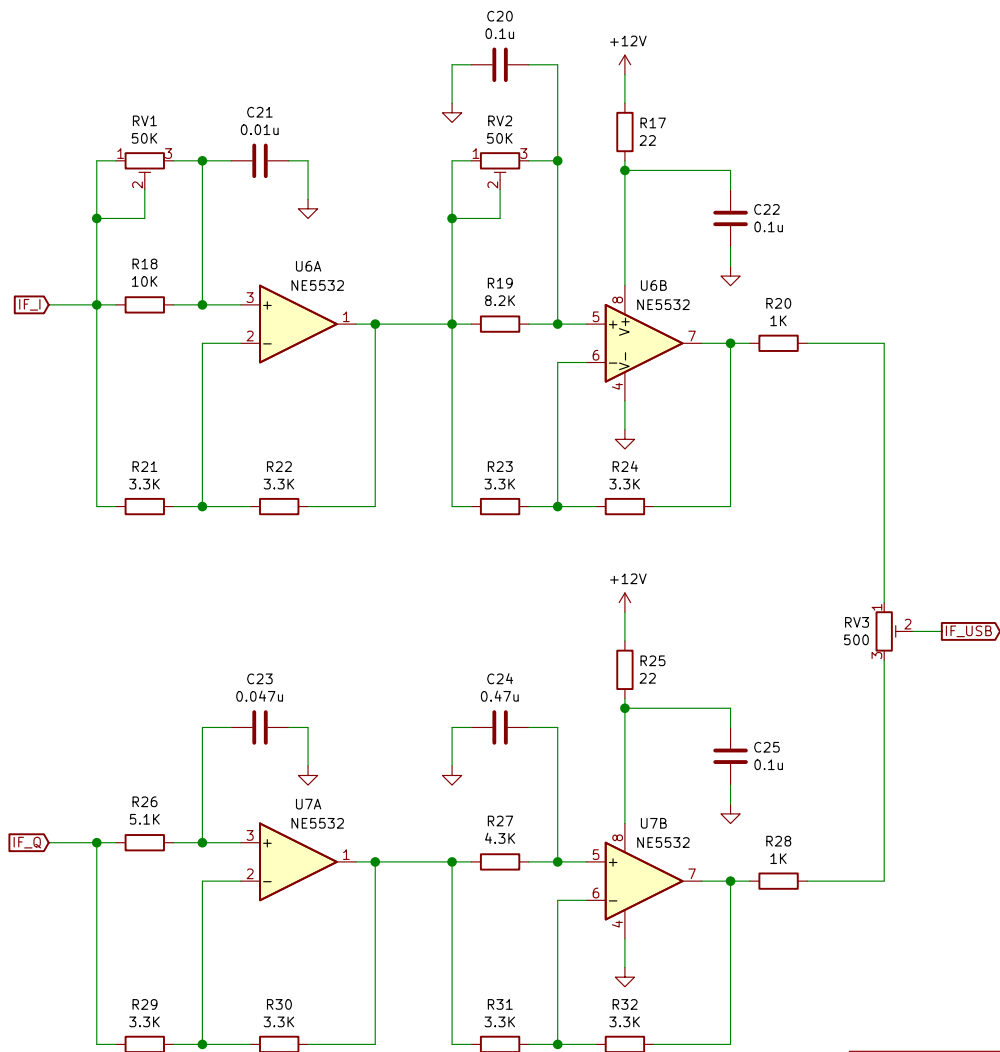 C20
0.1u
+12V
C21
0.01u
RV1
50K
RV2
50K
R17
22
1
3
2
1
3
2
C22
0.1u
R18
10K
U6A
NE5532
R19
8.2K
U6B
NE5532
R20
1K
IF_I
3
+
2
−
1
5
+
6
−
8
V+
V-
4
7
R21
3.3K
R22
3.3K
R23
3.3K
R24
3.3K
+12V
RV3
500
1
2
3
IF_USB
R25
22
C23
0.047u
C24
0.47u
C25
0.1u
R26
5.1K
U7A
NE5532
R27
4.3K
U7B
NE5532
R28
1K
IF_Q
3
+
2
−
1
5
+
6
−
8
4
7
R29
3.3K
R30
3.3K
R31
3.3K
R32
3.3K